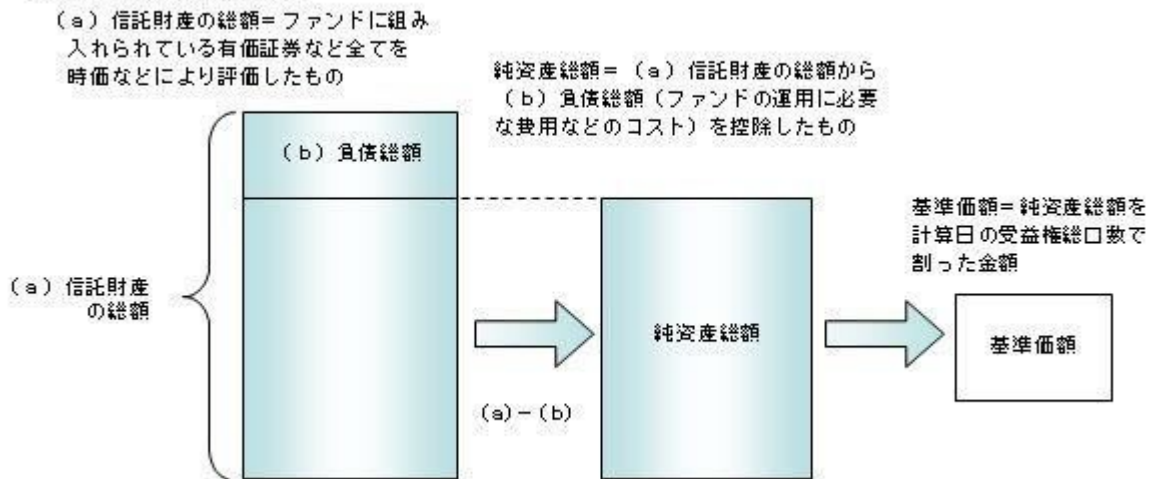 (a)信託財産の総額=ファンドに組み
入れられている有価証券など全てを
時価などにより評価したもの
純資産総額=(a)信託財産の総額から
(b)負債総額(ファンドの運用に必要
な費用などのコスト)を控除したもの
(b)負債総額
基準価額=純資産総額を
計算日の受益権総口数で
割った金額
(a)信託財産
の総額
純資産総額
基準価額
(a)-(b)